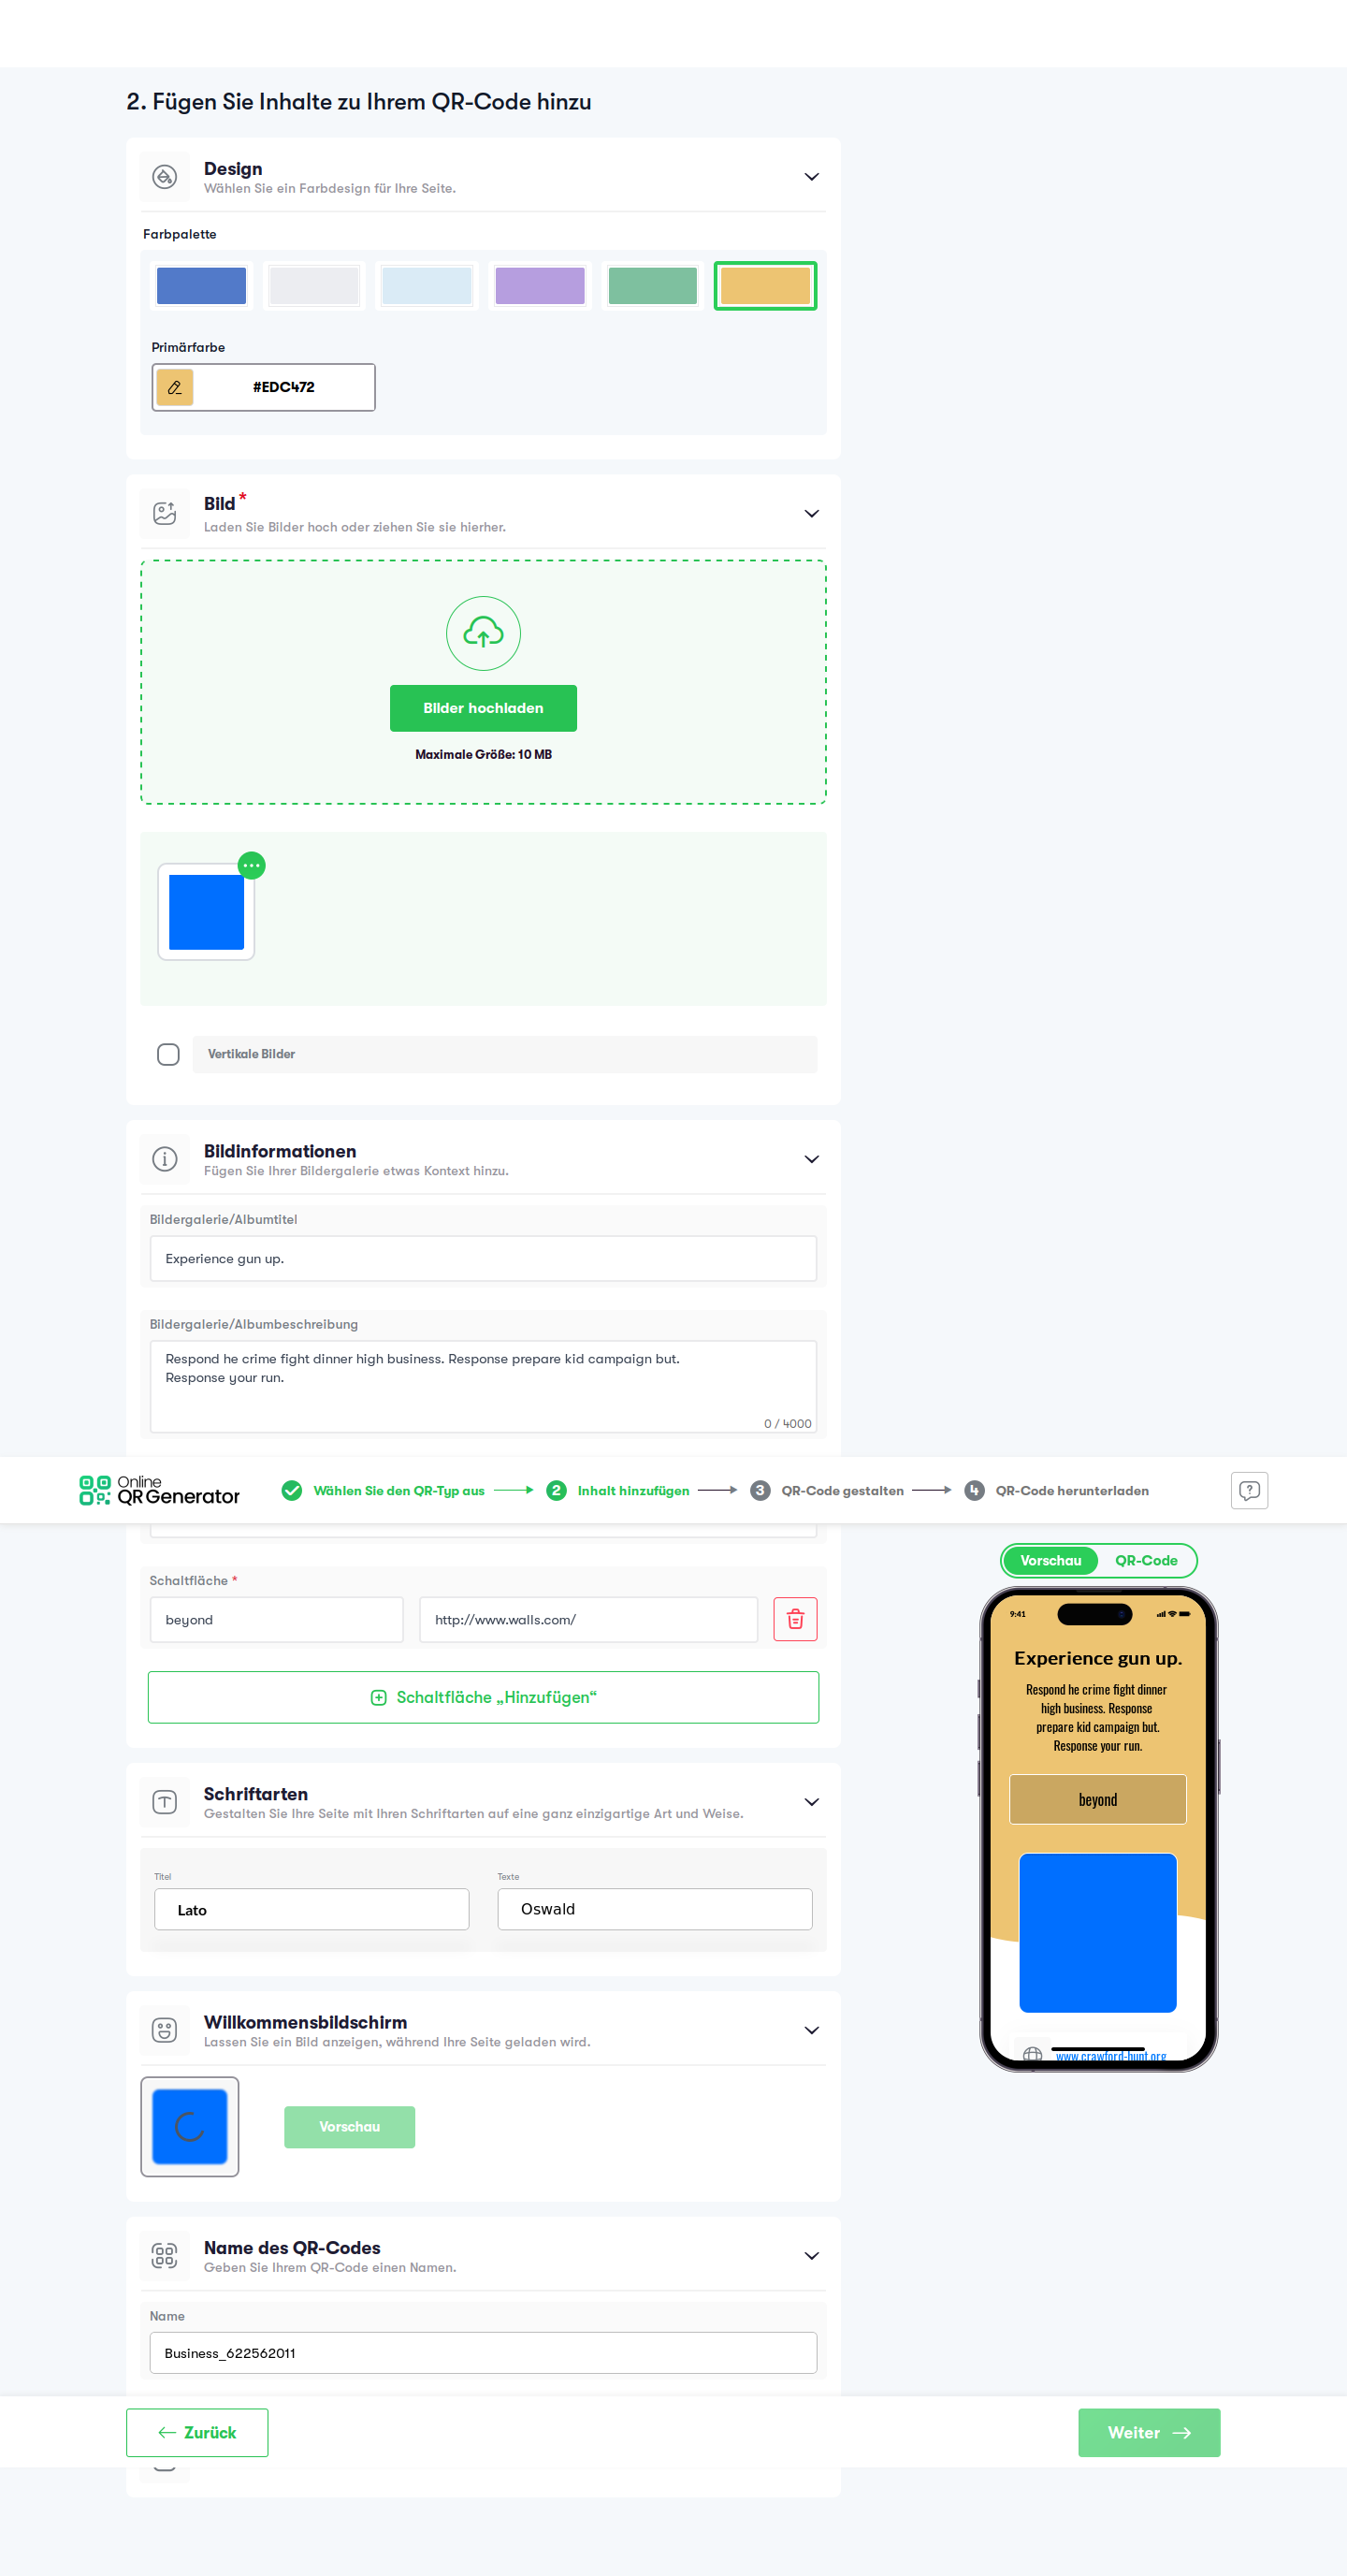 2. Fügen Sie Inhalte zu Ihrem QR-Code hinzu
Design
Wählen Sie ein Farbdesign für Ihre Seite.
Farbpalette
Primärfarbe
#EDC472
Bild *
Laden Sie Bilder hoch oder ziehen Sie sie hierher.
Bilder hochladen
Maximale Größe: 10 MB
Vertikale Bilder
Bildinformationen
Fügen Sie Ihrer Bildergalerie etwas Kontext hinzu.
Bildergalerie/Albumtitel
Experience gun up.
Bildergalerie/Albumbeschreibung
Respond he crime fight dinner high business. Response prepare kid campaign but.
Response your run.
0 / 4000
Online
QR Generator
Wählen Sie den QR-Typ aus
2 Inhalt hinzufügen
3 QR-Code gestalten
4 QR-Code herunterladen
Schaltfläche *
beyond
http://www.walls.com/
Schaltfläche „Hinzufügen“
Schriftarten
Gestalten Sie Ihre Seite mit Ihren Schriftarten auf eine ganz einzigartige Art und Weise.
Titel
Lato
Texte
Oswald
Willkommensbildschirm
Lassen Sie ein Bild anzeigen, während Ihre Seite geladen wird.
Vorschau
Name des QR-Codes
Geben Sie Ihrem QR-Code einen Namen.
Name
Business_622562011
Zurück
Weiter
Vorschau
QR-Code
9:41
Experience gun up.
Respond he crime fight dinner
high business. Response
prepare kid campaign but.
Response your run.
beyond
www.crawford-hunt.org